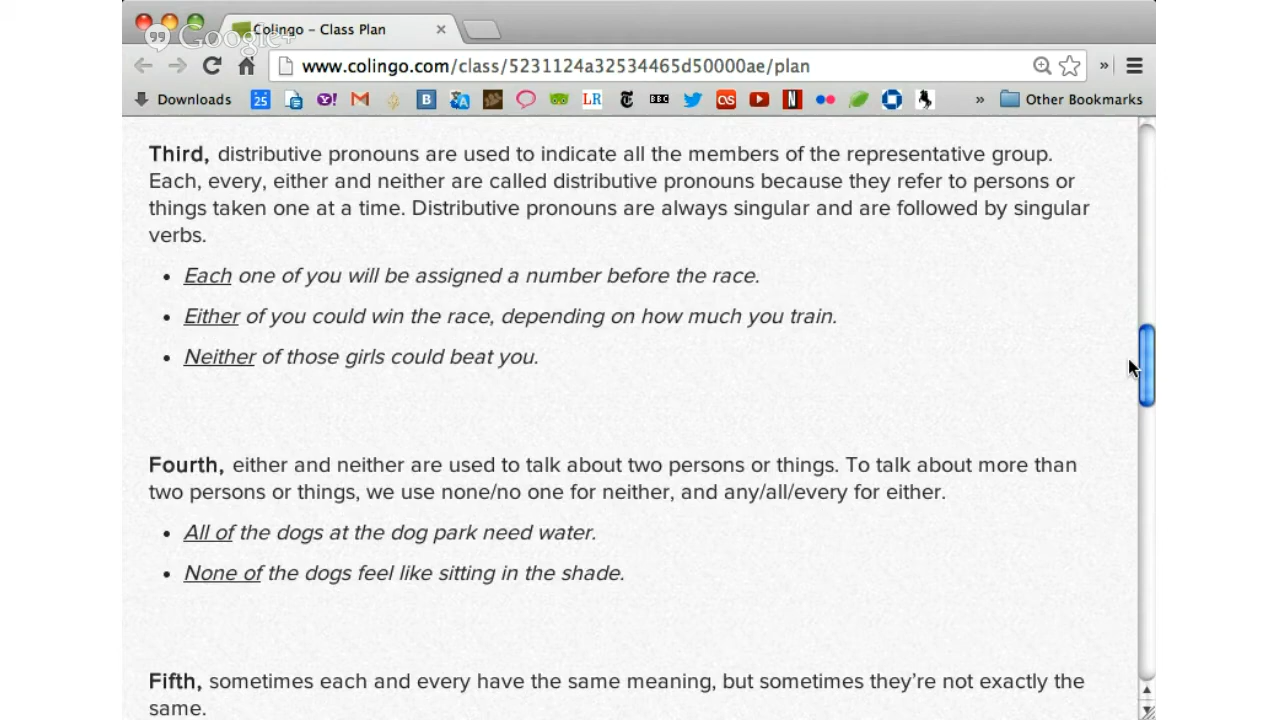 Colingo – Class Plan
Google+
www.colingo.com/class/5231124a32534465d50000ae/plan
Downloads 25 Y! B LR BBC N Other Bookmarks
Third, distributive pronouns are used to indicate all the members of the representative group.
Each, every, either and neither are called distributive pronouns because they refer to persons or
things taken one at a time. Distributive pronouns are always singular and are followed by singular
verbs.
• Each one of you will be assigned a number before the race.
• Either of you could win the race, depending on how much you train.
• Neither of those girls could beat you.
Fourth, either and neither are used to talk about two persons or things. To talk about more than
two persons or things, we use none/no one for neither, and any/all/every for either.
• All of the dogs at the dog park need water.
• None of the dogs feel like sitting in the shade.
Fifth, sometimes each and every have the same meaning, but sometimes they’re not exactly the
same.